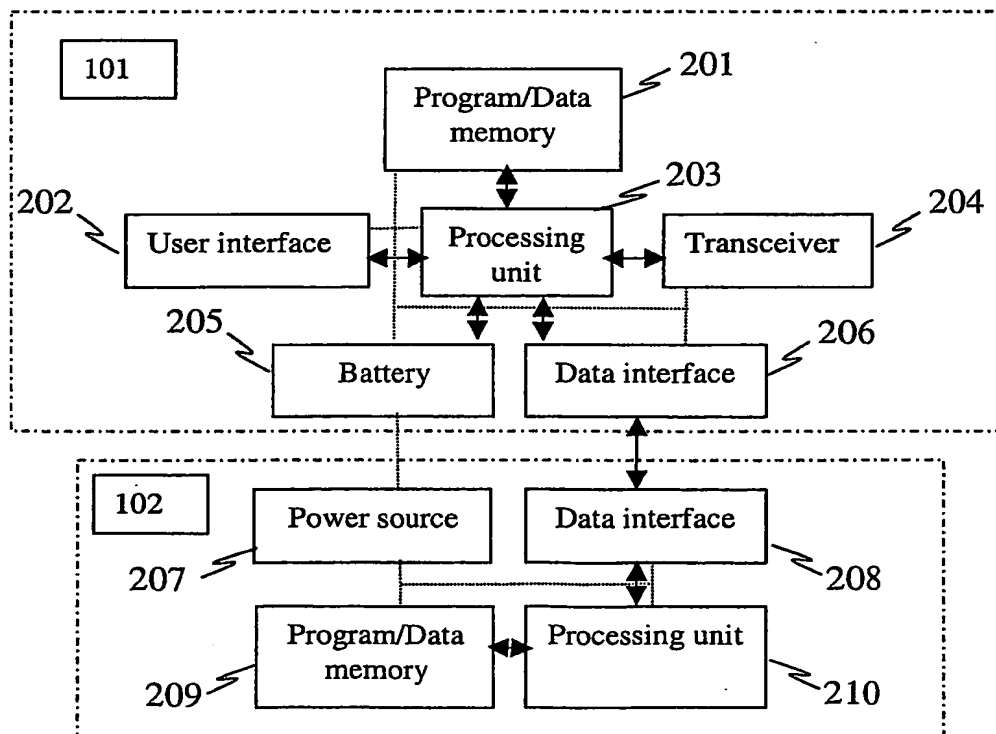 101
201
Program/Data
memory
203
202
204
User interface
Processing
unit
Transceiver
205
206
Battery
Data interface
102
Power source
Data interface
207
208
Program/Data
memory
Processing unit
209
210